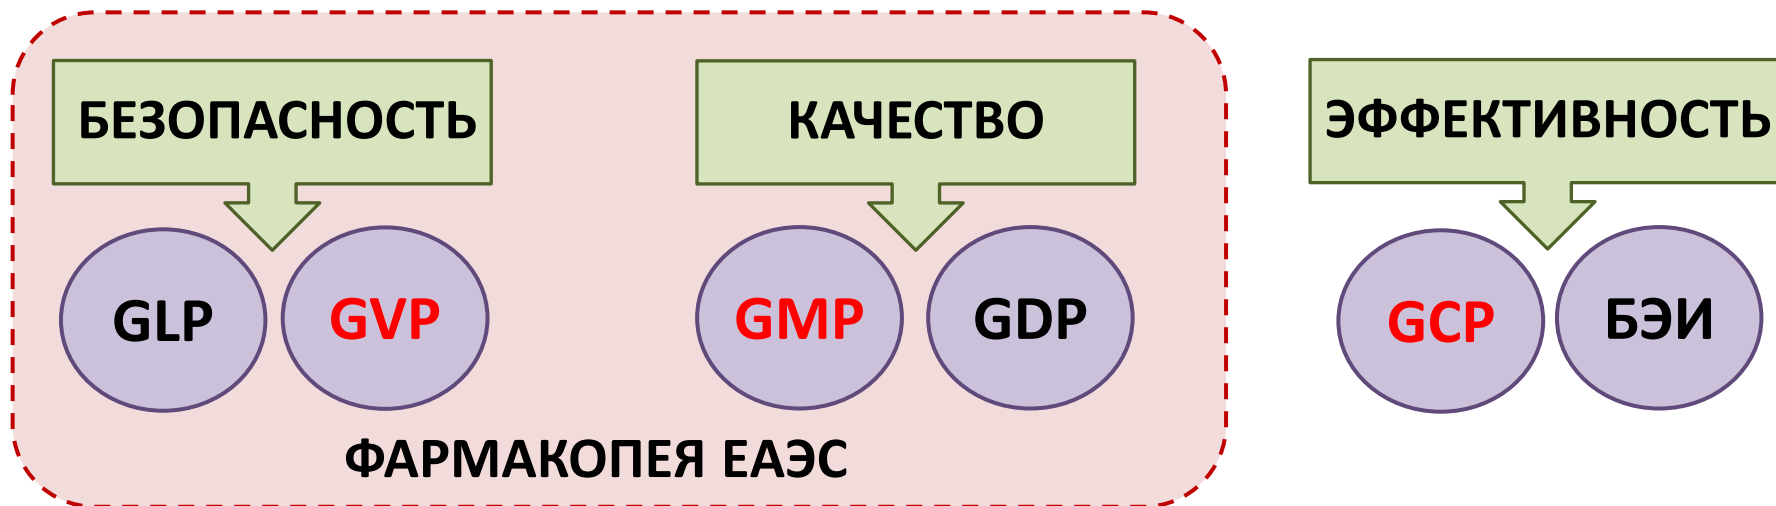 БЕЗОПАСНОСТЬ
КАЧЕСТВО
ЭФФЕКТИВНОСТЬ
GLP
GVP
GMP
GDP
GCP
БЭИ
ФАРМАКОПЕЯ ЕАЭС